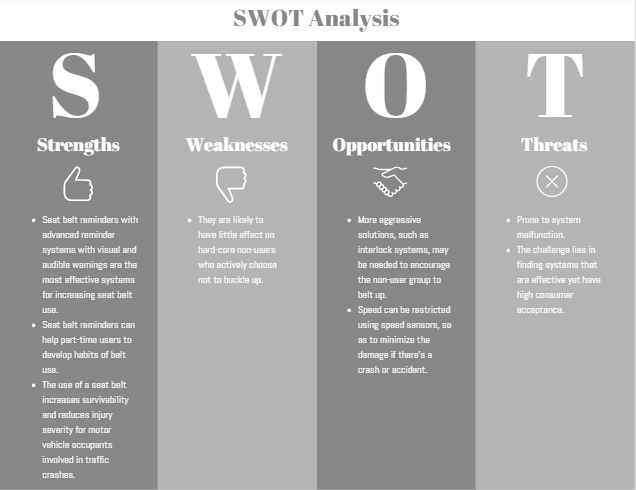 SWOT Analysis
S
Strengths
• Seat belt reminders with
advanced reminder
systems with visual and
audible warnings are the
most effective systems
for increasing seat belt
use.
• Seat belt reminders can
help part-time users to
develop habits of belt
use.
• The use of a seat belt
increases survivability
and reduces injury
severity for motor
vehicle occupants
involved in traffic
crashes.
W
Weaknesses
• They are likely to
have little effect on
hard-core non-users
who actively choose
not to buckle up.
O
Opportunities
• More aggressive
solutions, such as
interlock systems, may
be needed to encourage
the non-user group to
belt up.
• Speed can be restricted
using speed sensors, so
as to minimize the
damage if there's a
crash or accident.
T
Threats
• Prone to system
malfunction.
• The challenge lies in
finding systems that
are effective yet have
high consumer
acceptance.